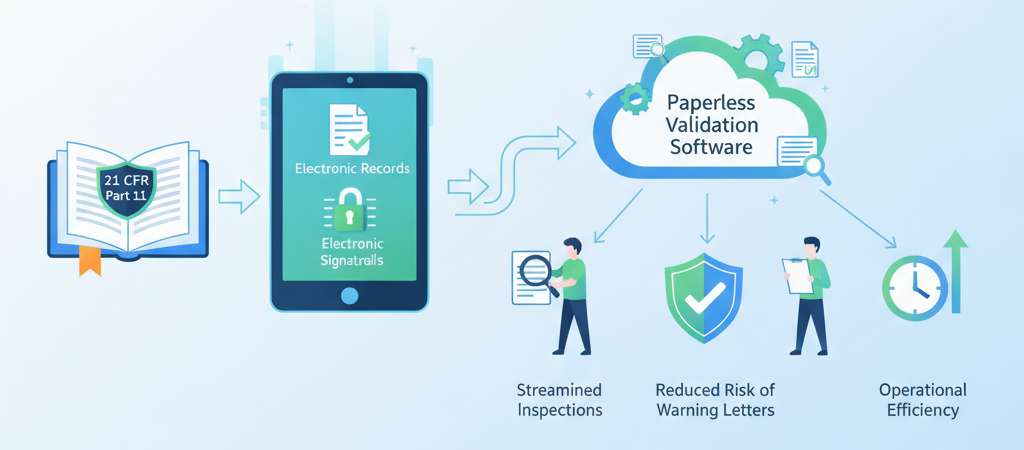 21 CFR
Part 11
Electronic Records
Electronic
Signatralls
Paperless
Validation
Software
Streamined
Inspections
Reduced Risk of
Warning Letters
Operational
Efficiency